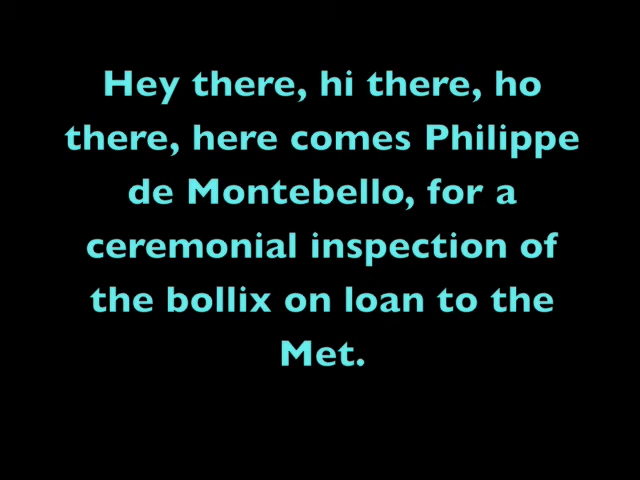 Hey there, hi there, ho
there, here comes Philippe
de Montebello, for a
ceremonial inspection of
the bollix on loan to the
Met.